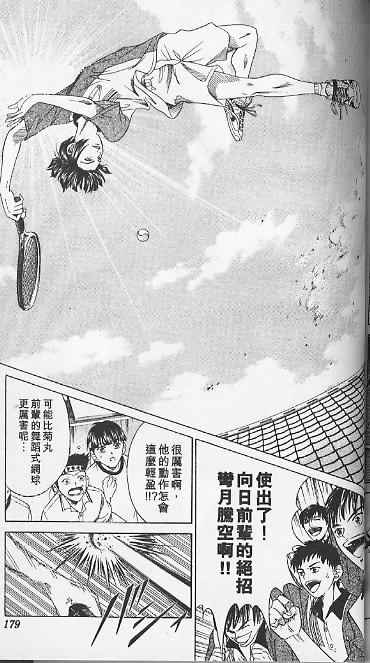 使出了！
向日前輩的絕招
彎月騰空啊!!
很厲害啊，
他的動作怎會
這麼輕盈!!?
可能比菊丸
前輩的舞蹈式網球
更厲害呢…
179